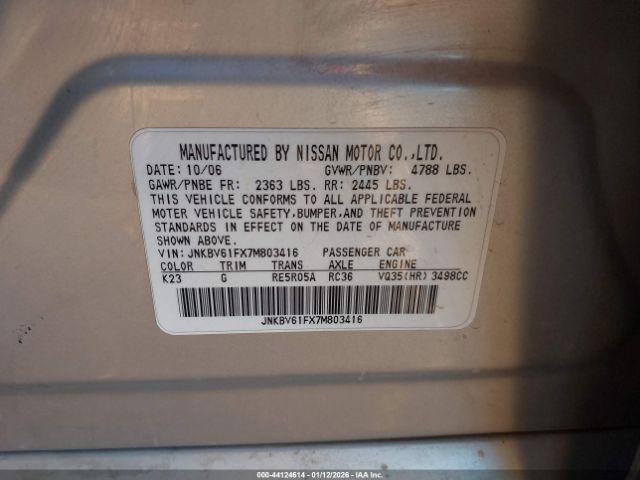 MANUFACTURED BY NISSAN MOTOR CO.,LTD.
DATE: 10/06 GVWR/PNBV: 4788 LBS.
GAWR/PNBE FR: 2363 LBS. RR: 2445 LBS.
THIS VEHICLE CONFORMS TO ALL APPLICABLE FEDERAL
MOTER VEHICLE SAFETY,BUMPER,AND THEFT PREVENTION
STANDARDS IN EFFECT ON THE DATE OF MANUFACTURE
SHOWN ABOVE.
VIN: JNKBV61FX7M803416 PASSENGER CAR
COLOR TRIM TRANS AXLE ENGINE
K23 G RE5R05A RC36 VQ35(HR) 3498CC
JNKBV61FX7M803416
000-44124614 - 01/12/2026 - IAA Inc.